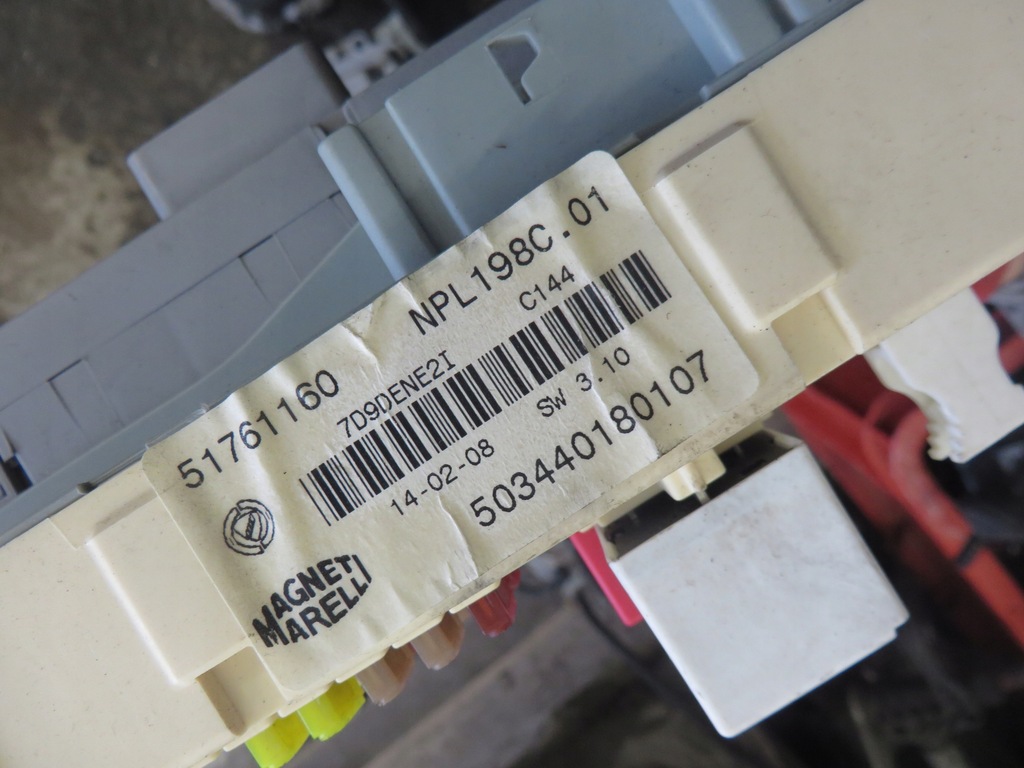 51761160
NPL198C.01
7D9DENE2I
C144
14-02-08
SW 3.10
503440180107
MAGNETI
MARELLI